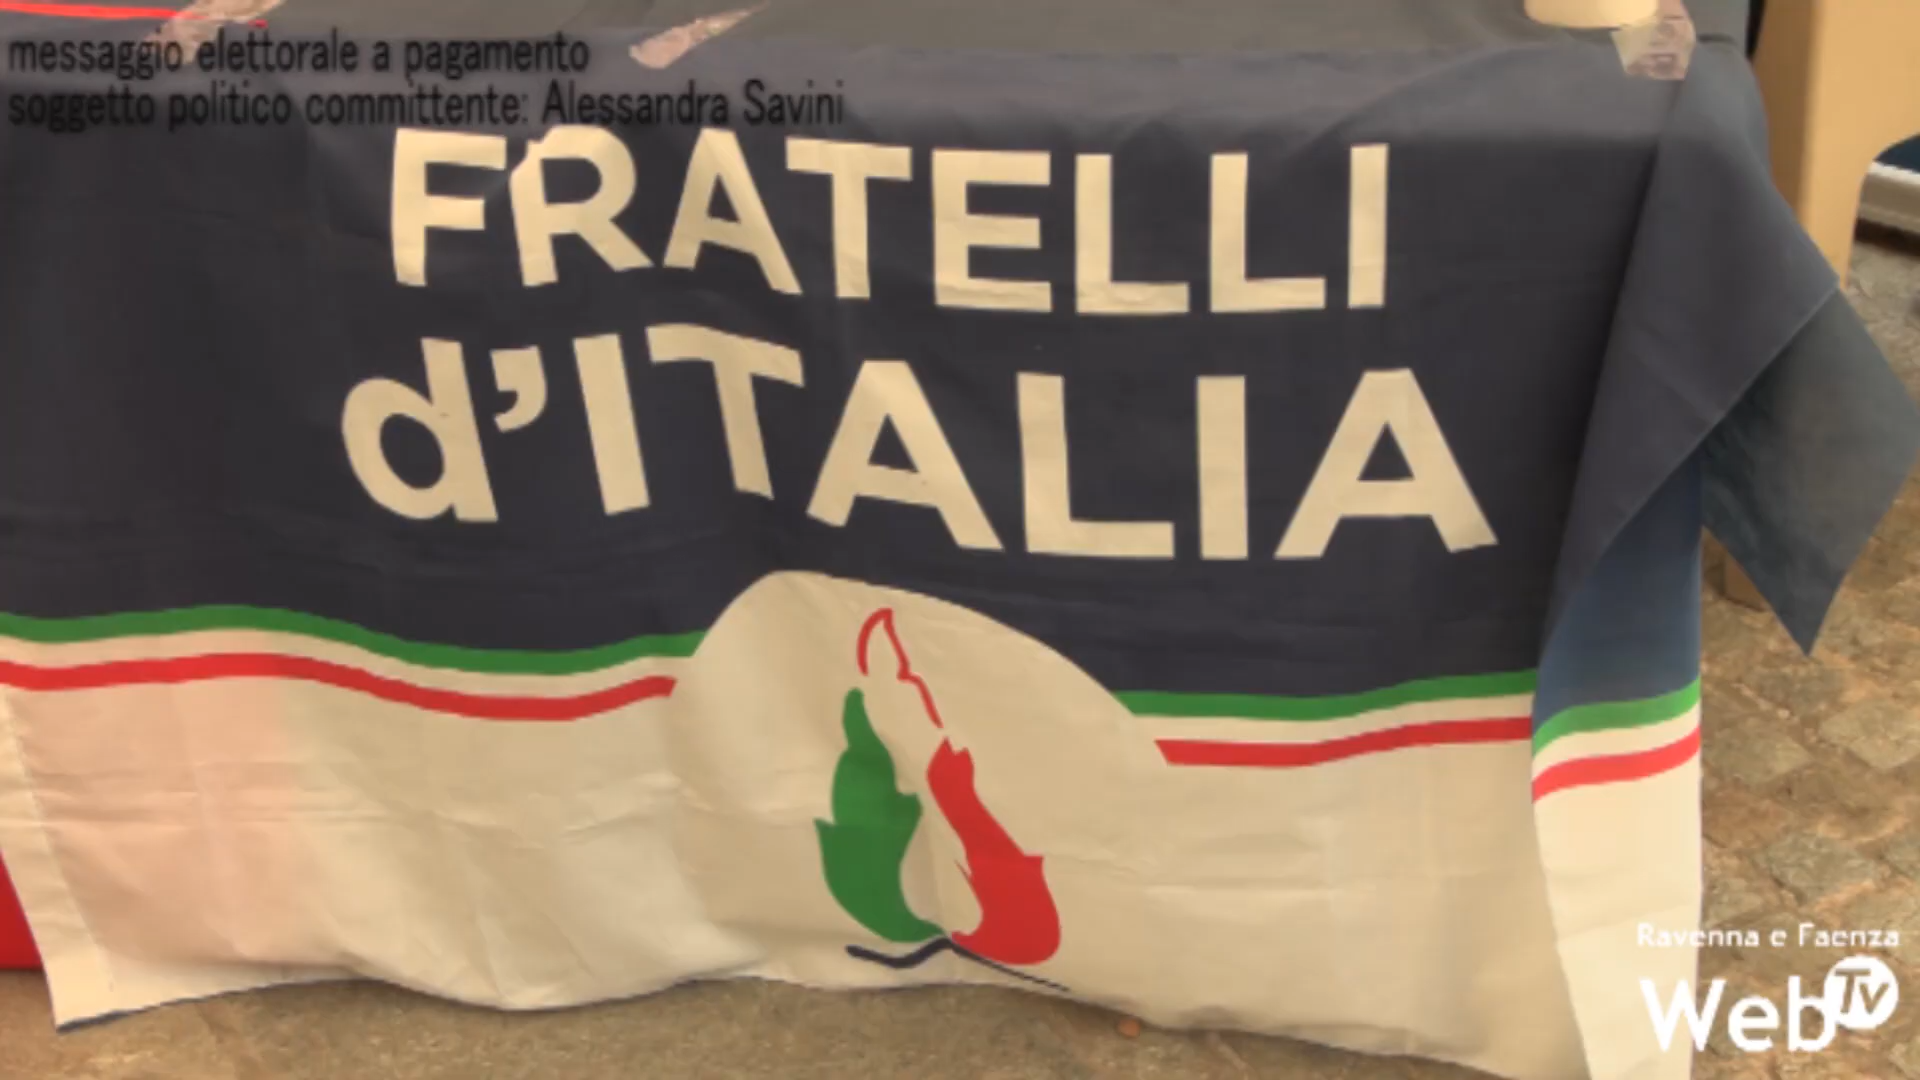 messaggio elettorale a pagamento
soggetto politico committente: Alessandra Savini
FRATELLI
d'ITALIA
Ravenna e Faenza
WebTv